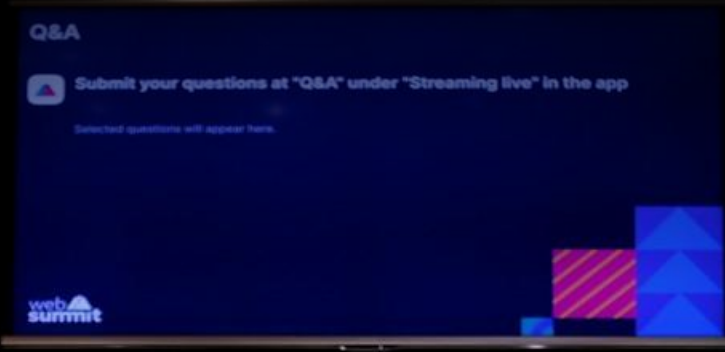 Q&A
Submit your questions at "Q&A" under "Streaming live" in the app
Selected questions will appear here.
web
summit